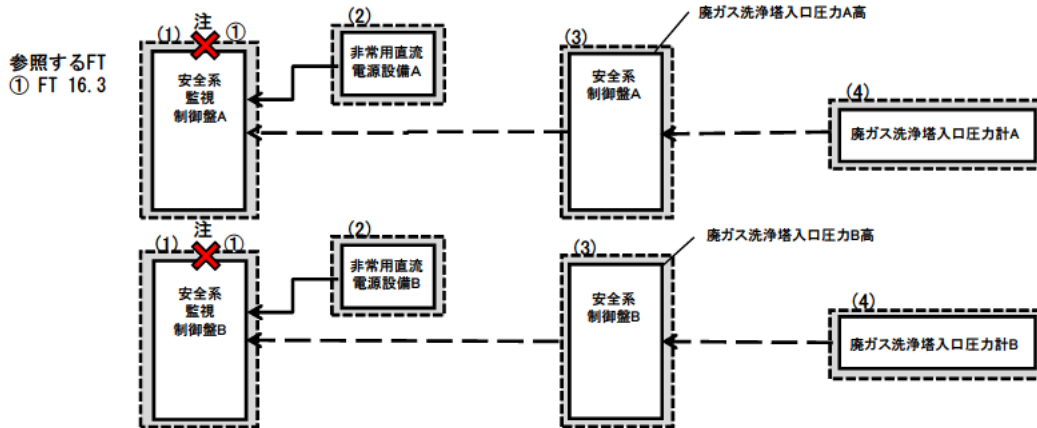 参照するFT
① FT 16.3
注
(1)
①
安全系
監視
制御盤A
(2)
非常用直流
電源設備A
(3)
安全系
制御盤A
廃ガス洗浄塔入口圧力A高
(4)
廃ガス洗浄塔入口圧力計A
注
(1)
①
安全系
監視
制御盤B
(2)
非常用直流
電源設備B
(3)
安全系
制御盤B
廃ガス洗浄塔入口圧力B高
(4)
廃ガス洗浄塔入口圧力計B